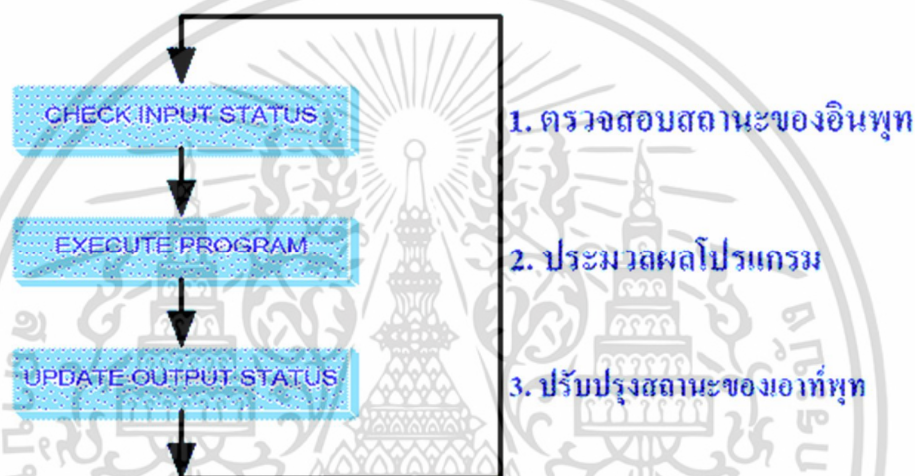 CHECK INPUT STATUS
1. ตรวจสอบสถานะของอินพุท
EXECUTE PROGRAM
2. ประมวลผลโปรแกรม
UPDATE OUTPUT STATUS
3. ปรับปรุงสถานะของเอาท์พุท